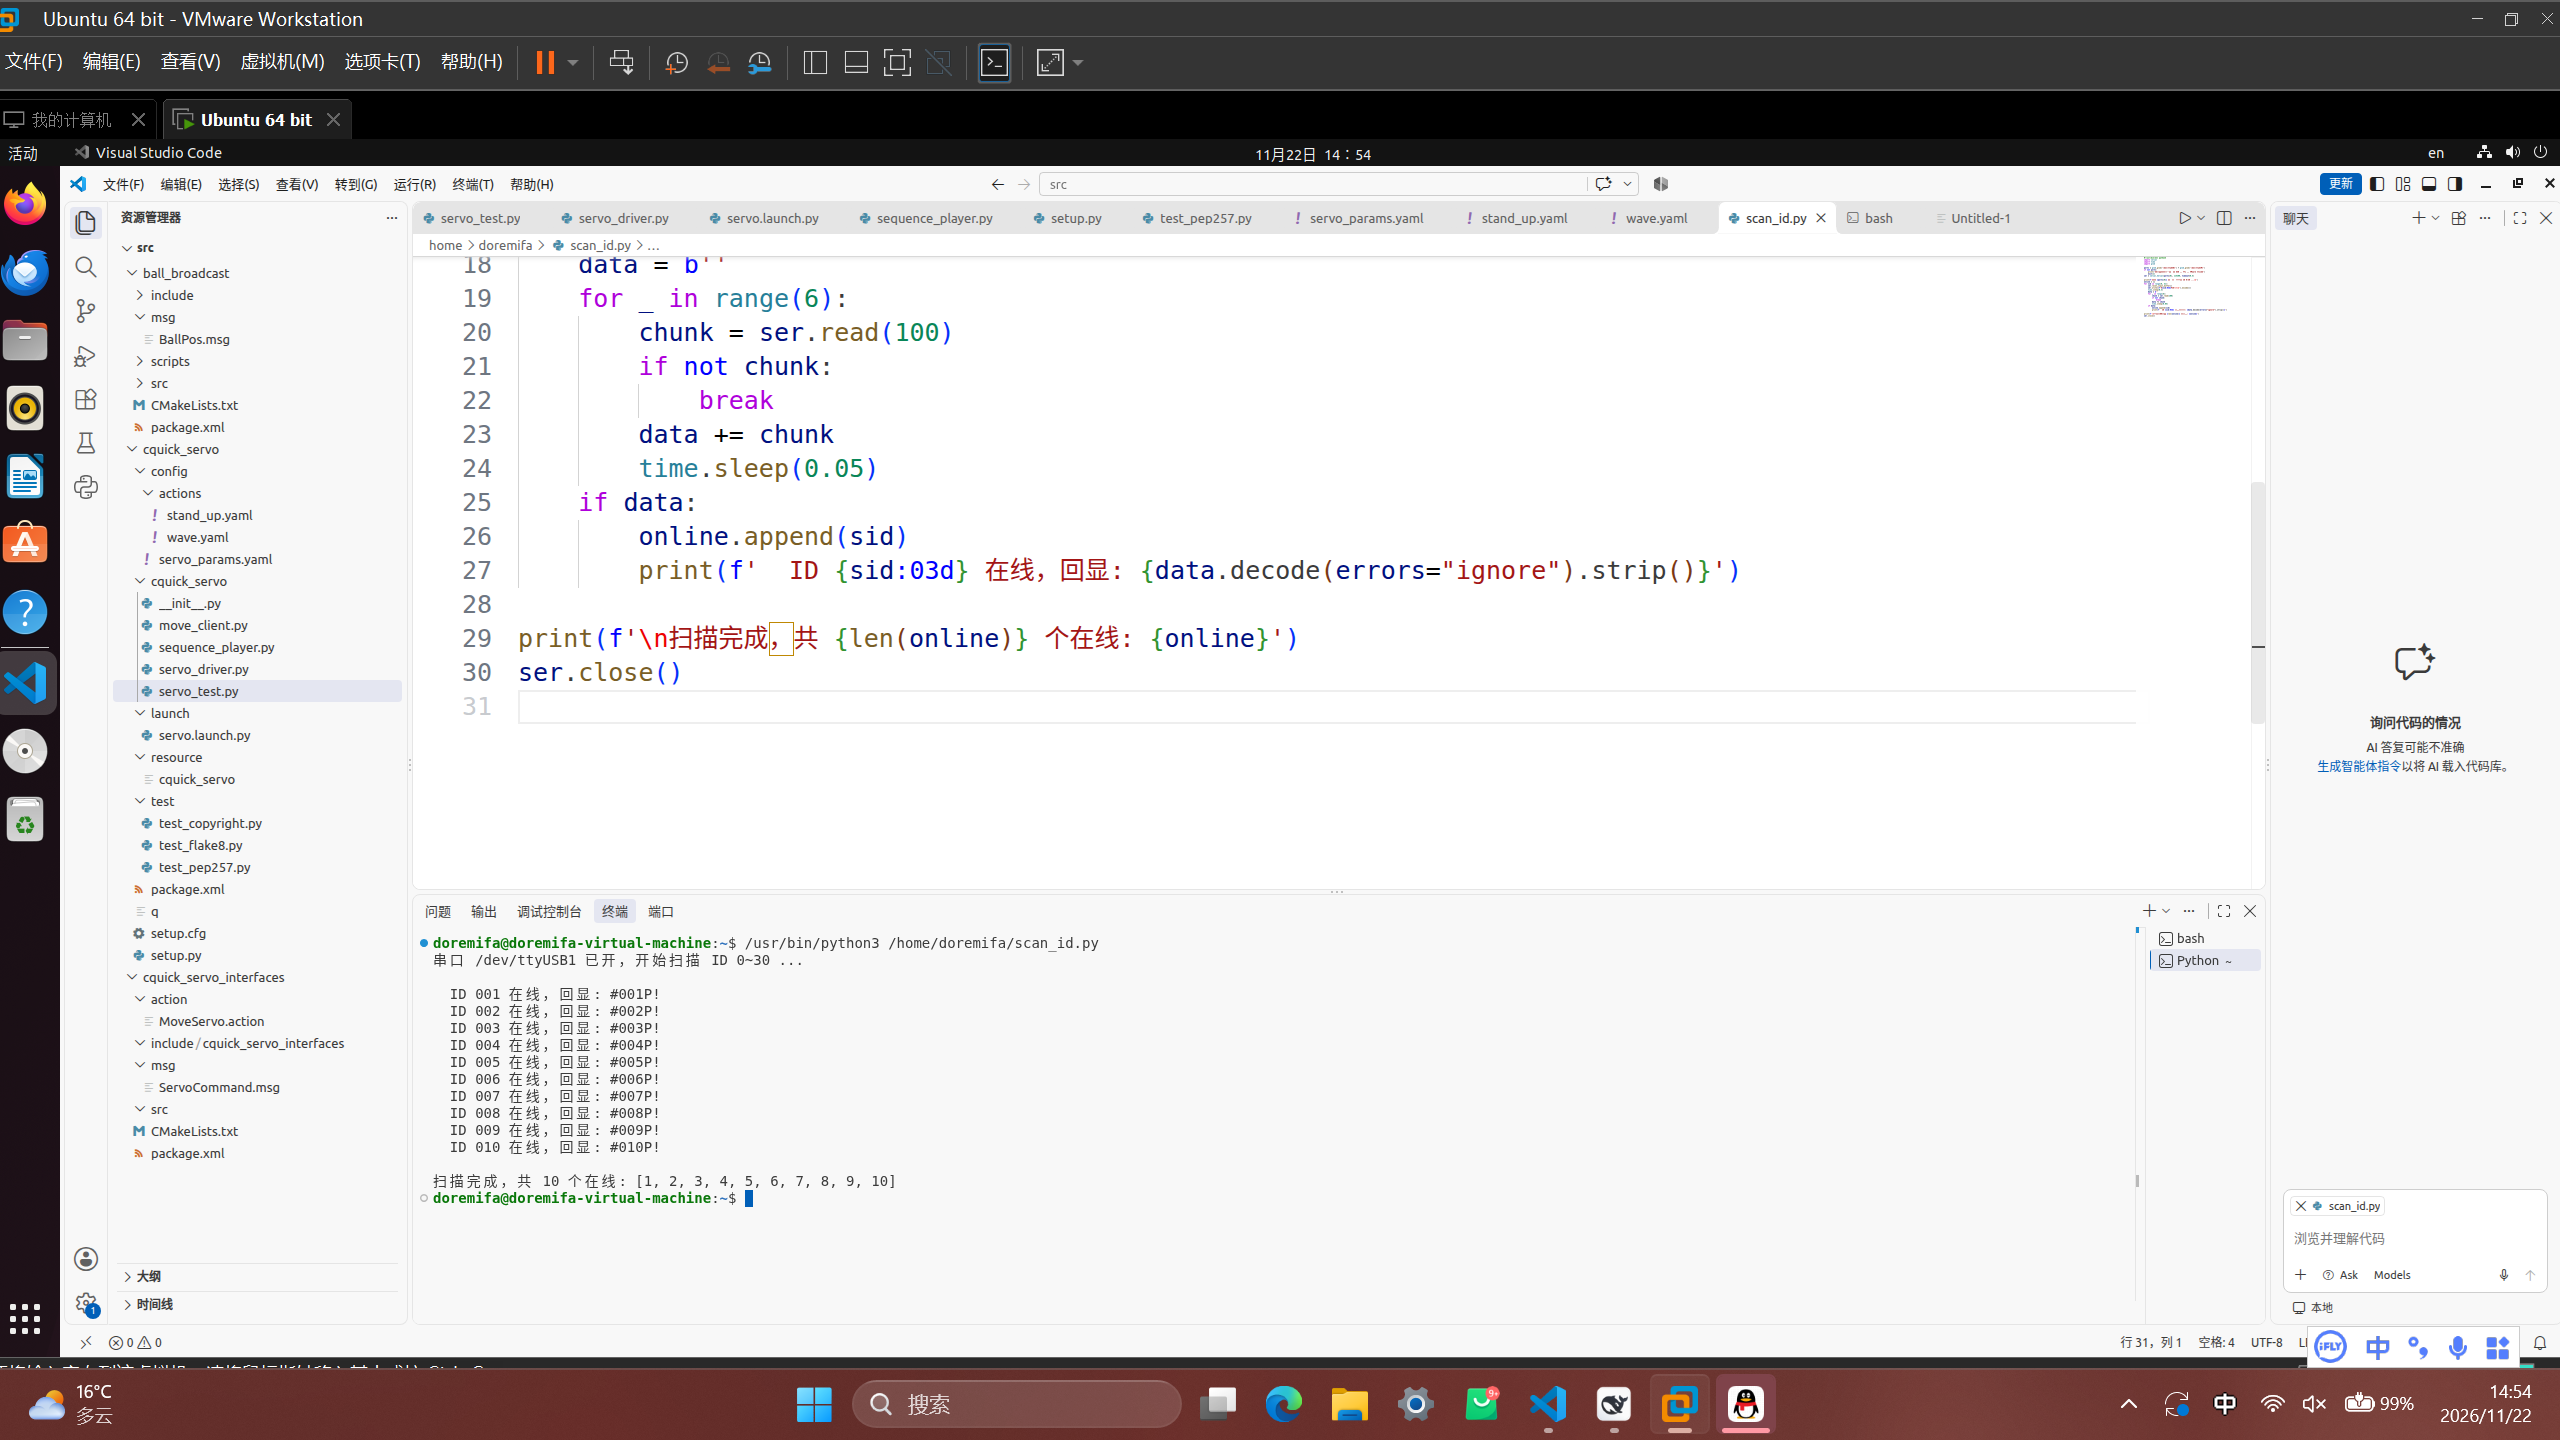 Ubuntu 64 bit - VMware Workstation
文件(F) 编辑(E) 查看(V) 虚拟机(M) 选项卡(T) 帮助(H)
我的计算机
Ubuntu 64 bit
活动 Visual Studio Code 11月22日 14：54 en
文件(F) 编辑(E) 选择(S) 查看(V) 转到(G) 运行(R) 终端(T) 帮助(H) src 更新
资源管理器
servo_test.py servo_driver.py servo.launch.py sequence_player.py setup.py test_pep257.py servo_params.yaml stand_up.yaml wave.yaml scan_id.py bash Untitled-1
home > doremifa > scan_id.py > ...
src
ball_broadcast
include
msg
BallPos.msg
scripts
src
CMakeLists.txt
package.xml
cquick_servo
config
actions
stand_up.yaml
wave.yaml
servo_params.yaml
cquick_servo
__init__.py
move_client.py
sequence_player.py
servo_driver.py
servo_test.py
launch
servo.launch.py
resource
cquick_servo
test
test_copyright.py
test_flake8.py
test_pep257.py
package.xml
q
setup.cfg
setup.py
cquick_servo_interfaces
action
MoveServo.action
include/cquick_servo_interfaces
msg
ServoCommand.msg
src
CMakeLists.txt
package.xml
大纲
时间线
18 data = b''
19 for _ in range(6):
20 chunk = ser.read(100)
21 if not chunk:
22 break
23 data += chunk
24 time.sleep(0.05)
25 if data:
26 online.append(sid)
27 print(f'  ID {sid:03d} 在线，回显: {data.decode(errors="ignore").strip()}')
28
29 print(f'\n扫描完成，共 {len(online)} 个在线: {online}')
30 ser.close()
31
问题 输出 调试控制台 终端 端口
doremifa@doremifa-virtual-machine:~$ /usr/bin/python3 /home/doremifa/scan_id.py
串口 /dev/ttyUSB1 已开，开始扫描 ID 0~30 ...
ID 001 在线，回显: #001P!
ID 002 在线，回显: #002P!
ID 003 在线，回显: #003P!
ID 004 在线，回显: #004P!
ID 005 在线，回显: #005P!
ID 006 在线，回显: #006P!
ID 007 在线，回显: #007P!
ID 008 在线，回显: #008P!
ID 009 在线，回显: #009P!
ID 010 在线，回显: #010P!
扫描完成，共 10 个在线: [1, 2, 3, 4, 5, 6, 7, 8, 9, 10]
doremifa@doremifa-virtual-machine:~$
bash
Python ~
聊天
询问代码的情况
AI 答复可能不准确
生成智能体指令以将 AI 载入代码库。
scan_id.py
浏览并理解代码
Ask Models
本地
0 0 行 31，列 1 空格: 4 UTF-8
iFLY 中
16°C
多云
搜索
9+
中
99%
14:54
2026/11/22